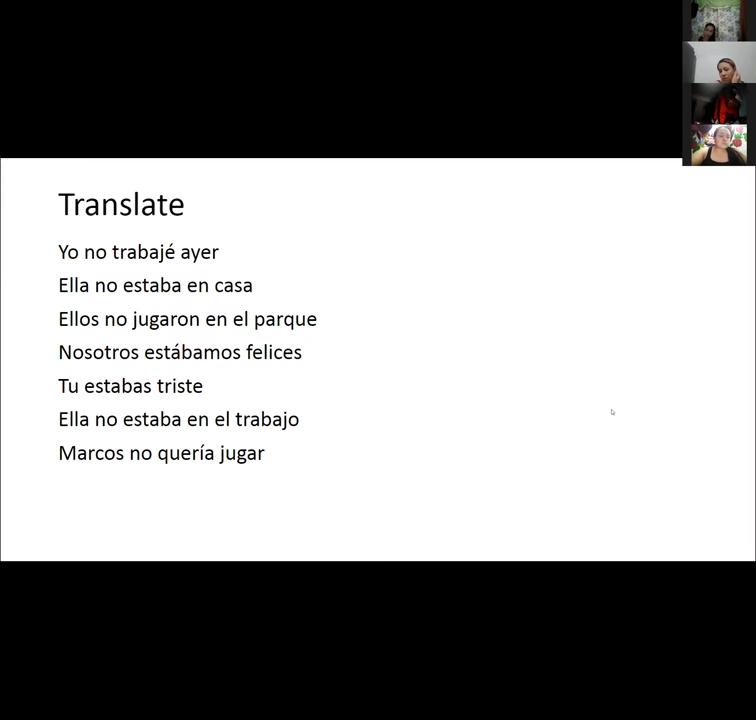 Translate
Yo no trabajé ayer
Ella no estaba en casa
Ellos no jugaron en el parque
Nosotros estábamos felices
Tu estabas triste
Ella no estaba en el trabajo
Marcos no quería jugar